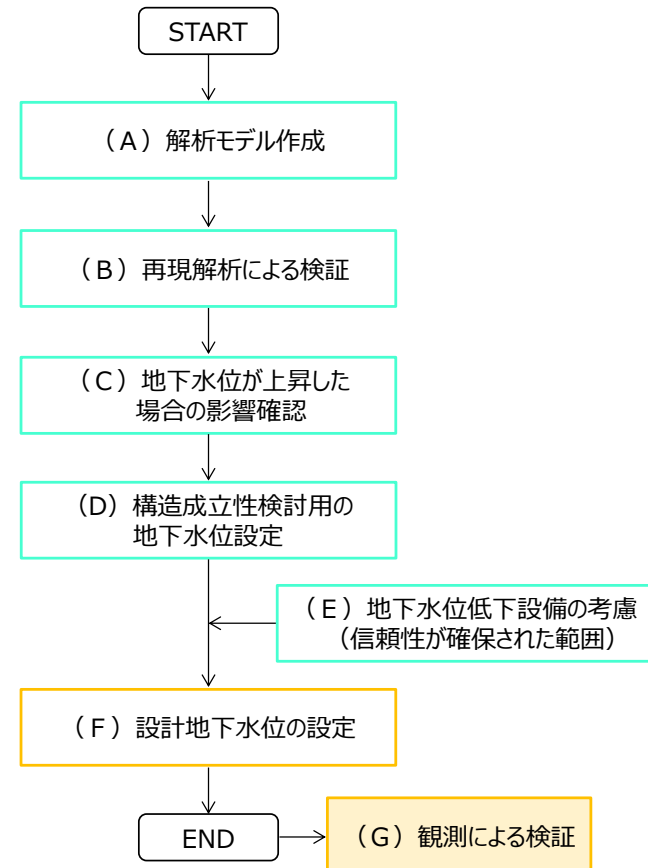 START
（A）解析モデル作成
（B）再現解析による検証
（C）地下水位が上昇した
場合の影響確認
（D）構造成立性検討用の
地下水位設定
（E）地下水位低下設備の考慮
（信頼性が確保された範囲）
（F）設計地下水位の設定
END
（G）観測による検証